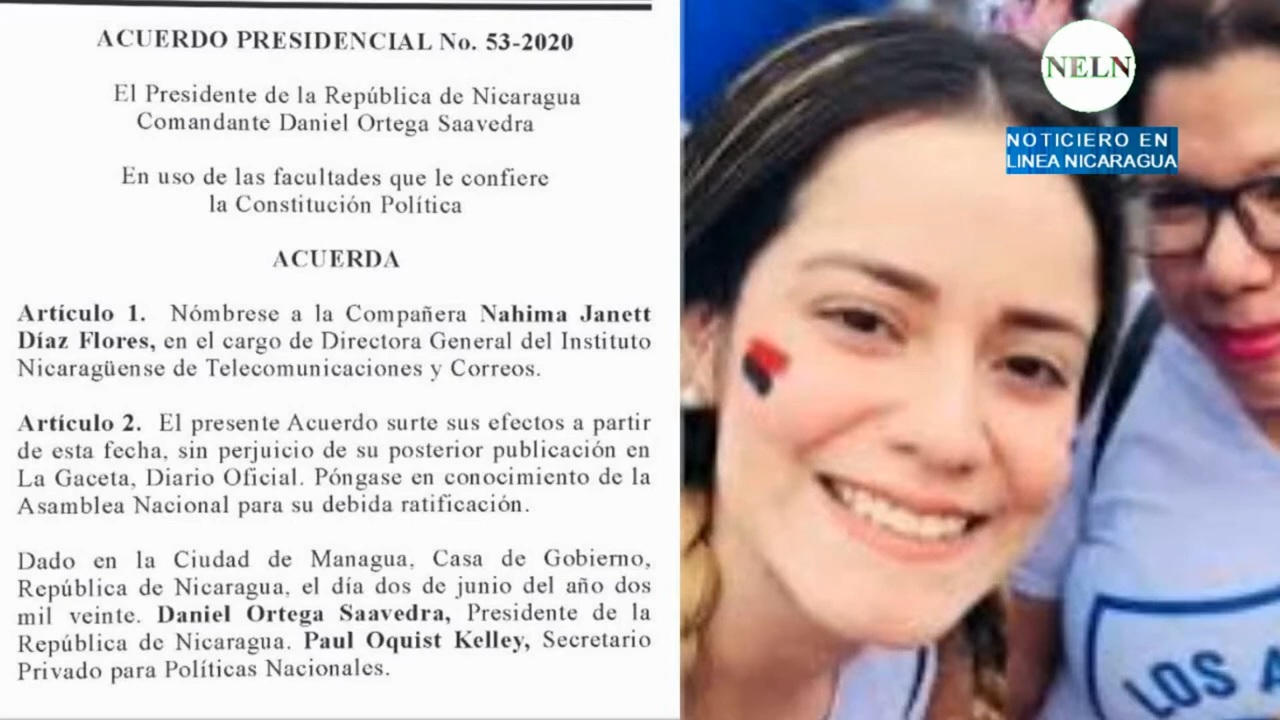 ACUERDO PRESIDENCIAL No. 53-2020
El Presidente de la República de Nicaragua
Comandante Daniel Ortega Saavedra
En uso de las facultades que le confiere
la Constitución Política
ACUERDA
Artículo 1. Nómbrese a la Compañera Nahima Janett
Díaz Flores, en el cargo de Directora General del Instituto
Nicaragüense de Telecomunicaciones y Correos.
Artículo 2. El presente Acuerdo surte sus efectos a partir
de esta fecha, sin perjuicio de su posterior publicación en
La Gaceta, Diario Oficial. Póngase en conocimiento de la
Asamblea Nacional para su debida ratificación.
Dado en la Ciudad de Managua, Casa de Gobierno,
República de Nicaragua, el día dos de junio del año dos
mil veinte. Daniel Ortega Saavedra, Presidente de la
República de Nicaragua. Paul Oquist Kelley, Secretario
Privado para Políticas Nacionales.
NELN
NOTICIERO EN
LINEA NICARAGUA
LOS